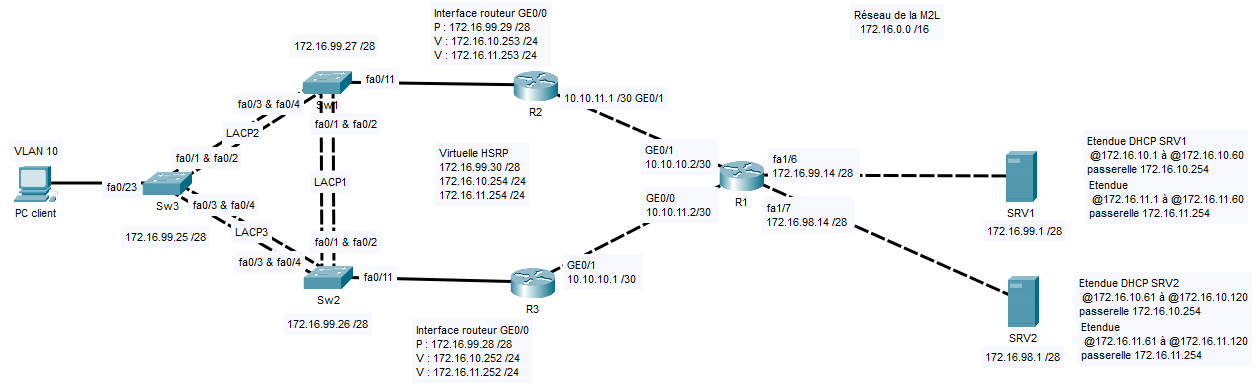 Interface routeur GE0/0
P : 172.16.99.29 /28
V : 172.16.10.253 /24
V : 172.16.11.253 /24
Réseau de la M2L
172.16.0.0 /16
172.16.99.27 /28
fa0/11
Sw1
fa0/3 & fa0/4
fa0/1 & fa0/2
LACP2
R2
10.10.11.1 /30 GE0/1
VLAN 10
PC client
fa0/23
fa0/1 & fa0/2
Sw3
fa0/3 & fa0/4
172.16.99.25 /28
LACP3
LACP1
Virtuelle HSRP
172.16.99.30 /28
172.16.10.254 /24
172.16.11.254 /24
GE0/1
10.10.10.2/30
GE0/0
10.10.11.2/30
R1
fa1/6
172.16.99.14 /28
fa1/7
172.16.98.14 /28
Etendue DHCP SRV1
@172.16.10.1 à @172.16.10.60
passerelle 172.16.10.254
Etendue
@172.16.11.1 à @172.16.11.60
passerelle 172.16.11.254
SRV1
172.16.99.1 /28
fa0/1 & fa0/2
fa0/3 & fa0/4
fa0/11
Sw2
172.16.99.26 /28
GE0/1
10.10.10.1 /30
R3
Interface routeur GE0/0
P : 172.16.99.28 /28
V : 172.16.10.252 /24
V : 172.16.11.252 /24
Etendue DHCP SRV2
@172.16.10.61 à @172.16.10.120
passerelle 172.16.10.254
Etendue
@172.16.11.61 à @172.16.11.120
passerelle 172.16.11.254
SRV2
172.16.98.1 /28